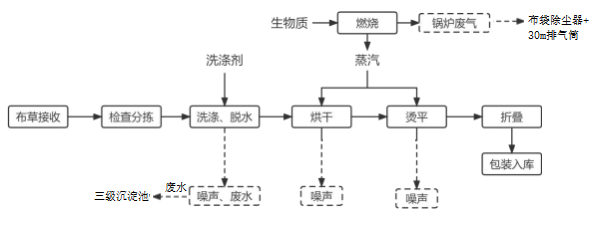 生物质
燃烧
锅炉废气
布袋除尘器+
30m排气筒
洗涤剂
蒸汽
布草接收
检查分拣
洗涤、脱水
烘干
烫平
折叠
包装入库
三级沉淀池
废水
噪声、废水
噪声
噪声